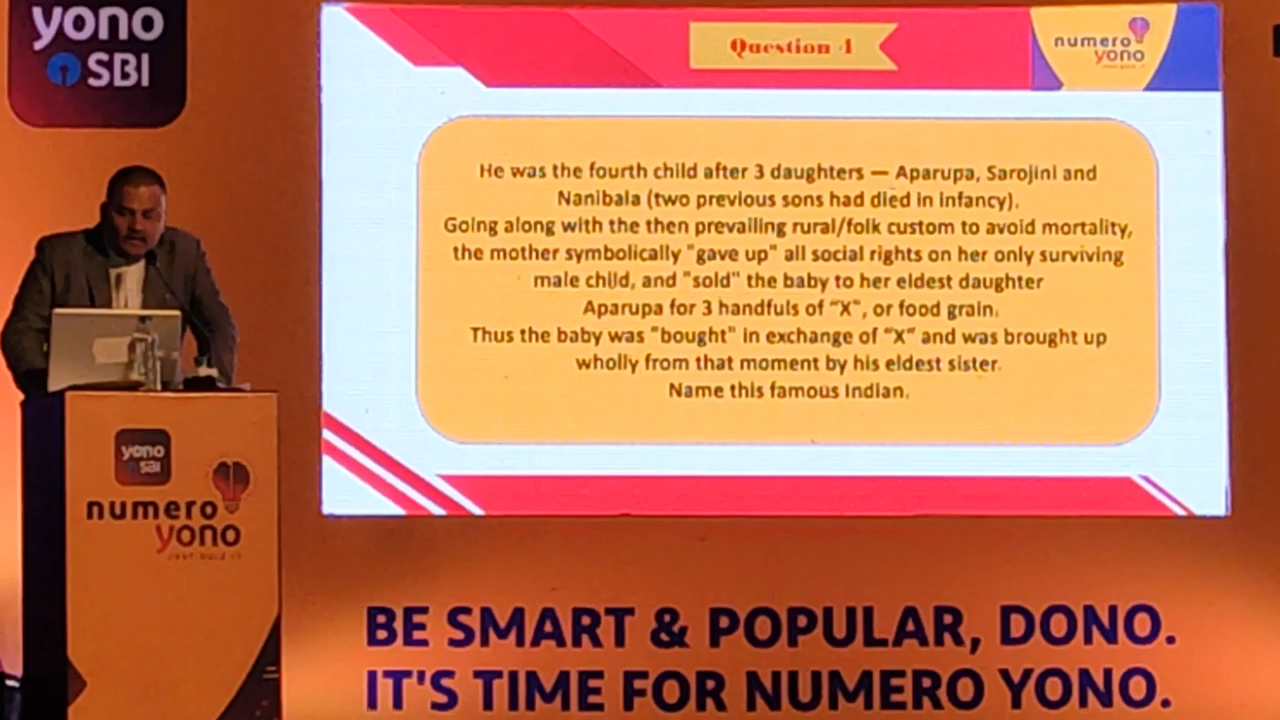 yono
SBI
Question 4
numero
yono
He was the fourth child after 3 daughters — Aparupa, Sarojini and
Nanibala (two previous sons had died in infancy).
Going along with the then prevailing rural/folk custom to avoid mortality,
the mother symbolically "gave up" all social rights on her only surviving
male child, and "sold" the baby to her eldest daughter
Aparupa for 3 handfuls of "X", or food grain.
Thus the baby was "bought" in exchange of "X" and was brought up
wholly from that moment by his eldest sister.
Name this famous Indian.
yono
SBI
numero
yono
BE SMART & POPULAR, DONO.
IT'S TIME FOR NUMERO YONO.